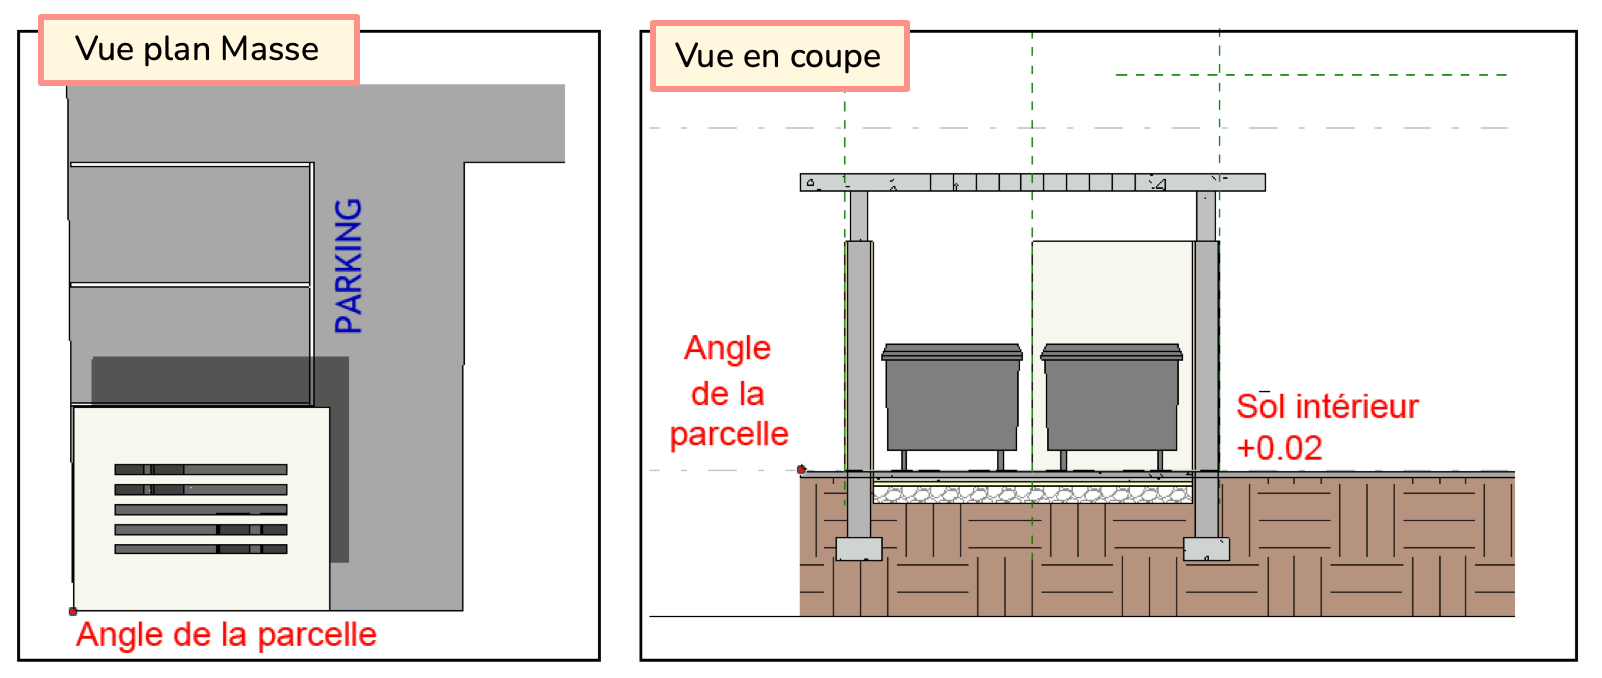 Vue plan Masse
PARKING
Angle de la parcelle
Vue en coupe
Angle
de la
parcelle
Sol intérieur
+0.02